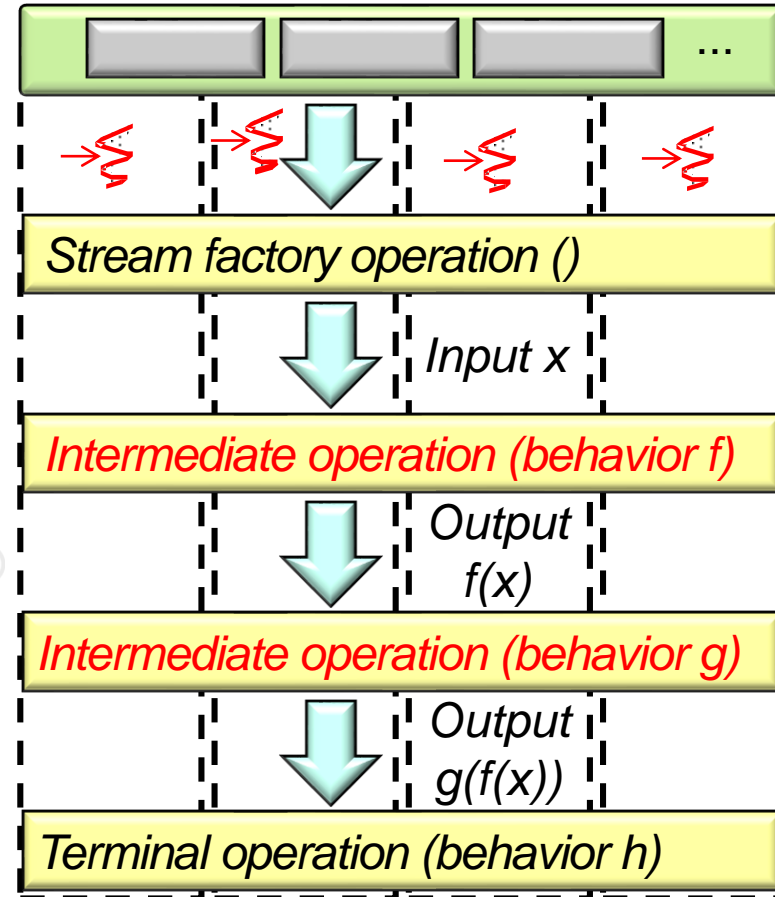 ...
Stream factory operation ()
Input x
Intermediate operation (behavior f)
Output
f(x)
Intermediate operation (behavior g)
Output
g(f(x))
Terminal operation (behavior h)